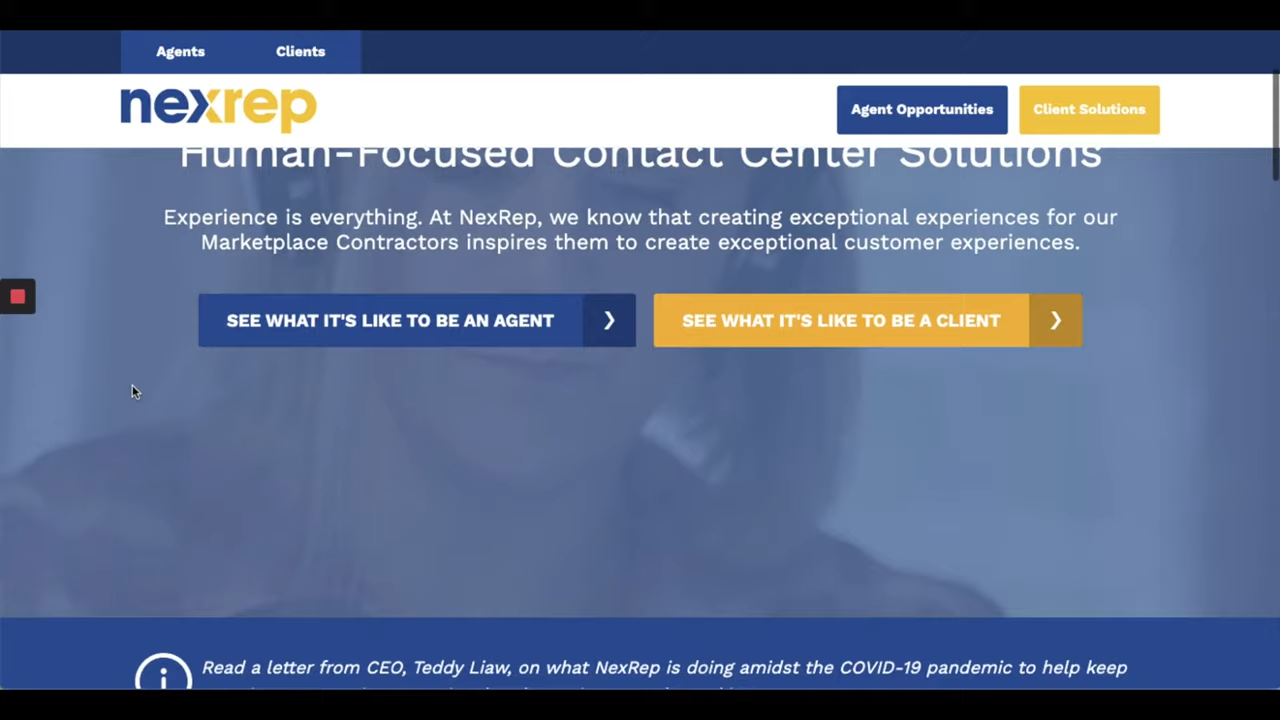 Agents Clients
nexrep
Agent Opportunities Client Solutions
Human-Focused Contact Center Solutions
Experience is everything. At NexRep, we know that creating exceptional experiences for our
Marketplace Contractors inspires them to create exceptional customer experiences.
SEE WHAT IT'S LIKE TO BE AN AGENT SEE WHAT IT'S LIKE TO BE A CLIENT
Read a letter from CEO, Teddy Liaw, on what NexRep is doing amidst the COVID-19 pandemic to help keep